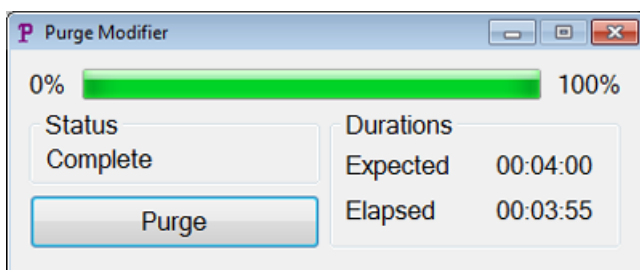 Purge Modifier
0% 100%
Status
Complete
Purge
Durations
Expected 00:04:00
Elapsed 00:03:55